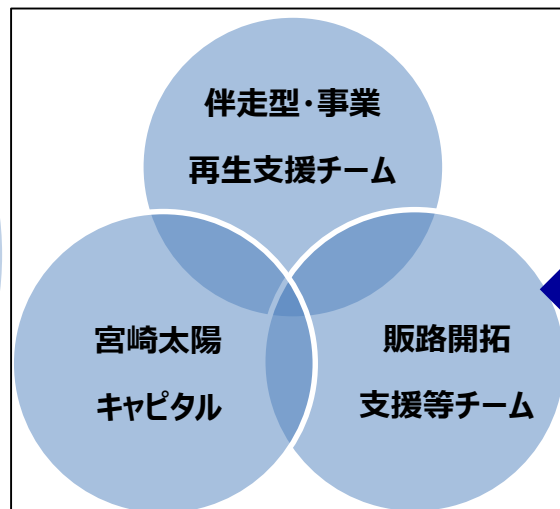 伴走型・事業
再生支援チーム
宮崎太陽
キャピタル
販路開拓
支援等チーム